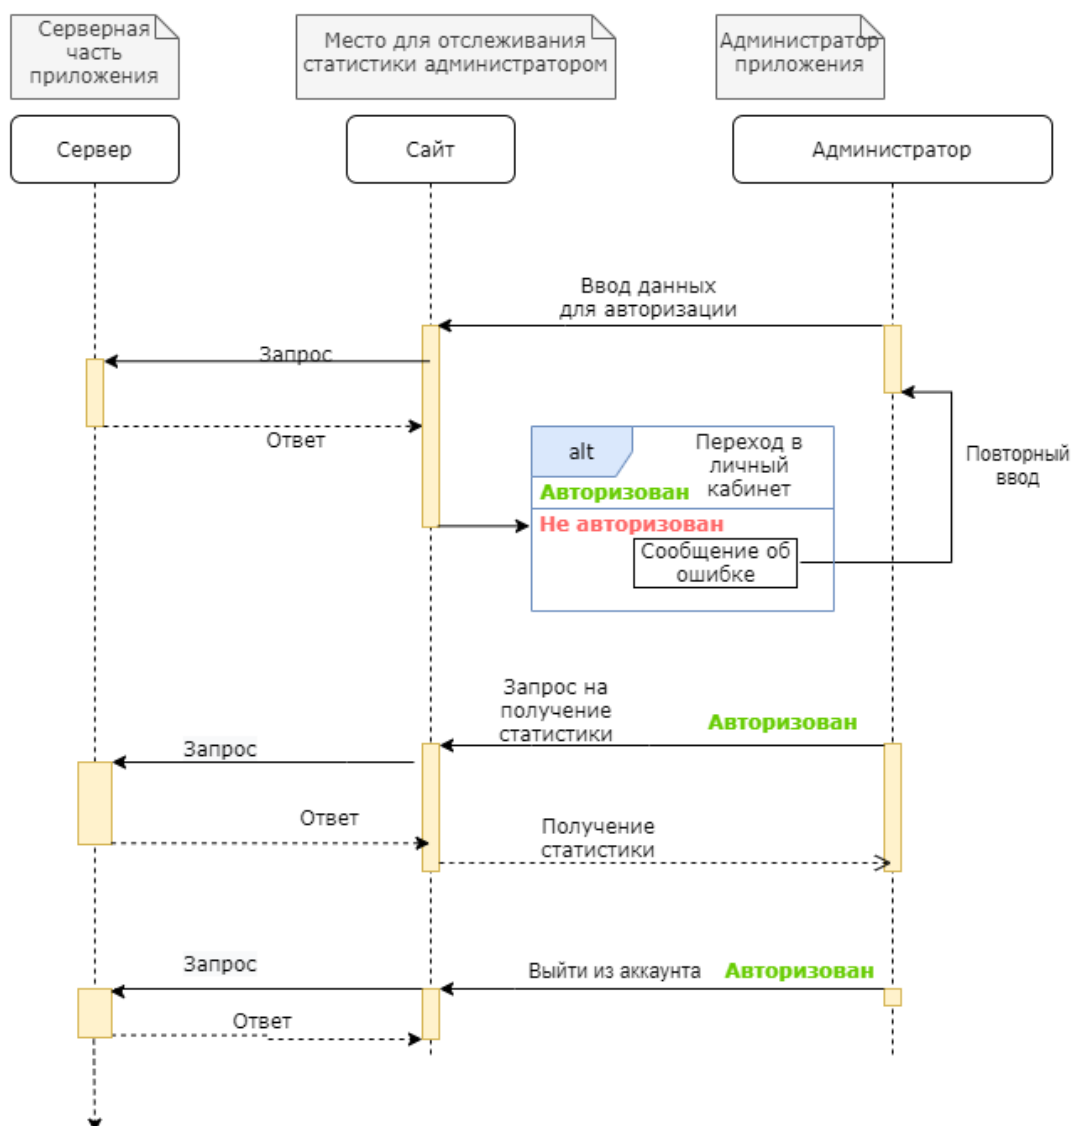 Серверная
часть
приложения
Место для отслеживания
статистики администратором
Администратор
приложения
Сервер
Сайт
Администратор
Ввод данных
для авторизации
Запрос
Ответ
alt
Переход в
личный
кабинет
Авторизован
Не авторизован
Сообщение об
ошибке
Повторный
ввод
Запрос на
получение
статистики
Авторизован
Запрос
Ответ
Получение
статистики
Запрос
Выйти из аккаунта
Авторизован
Ответ